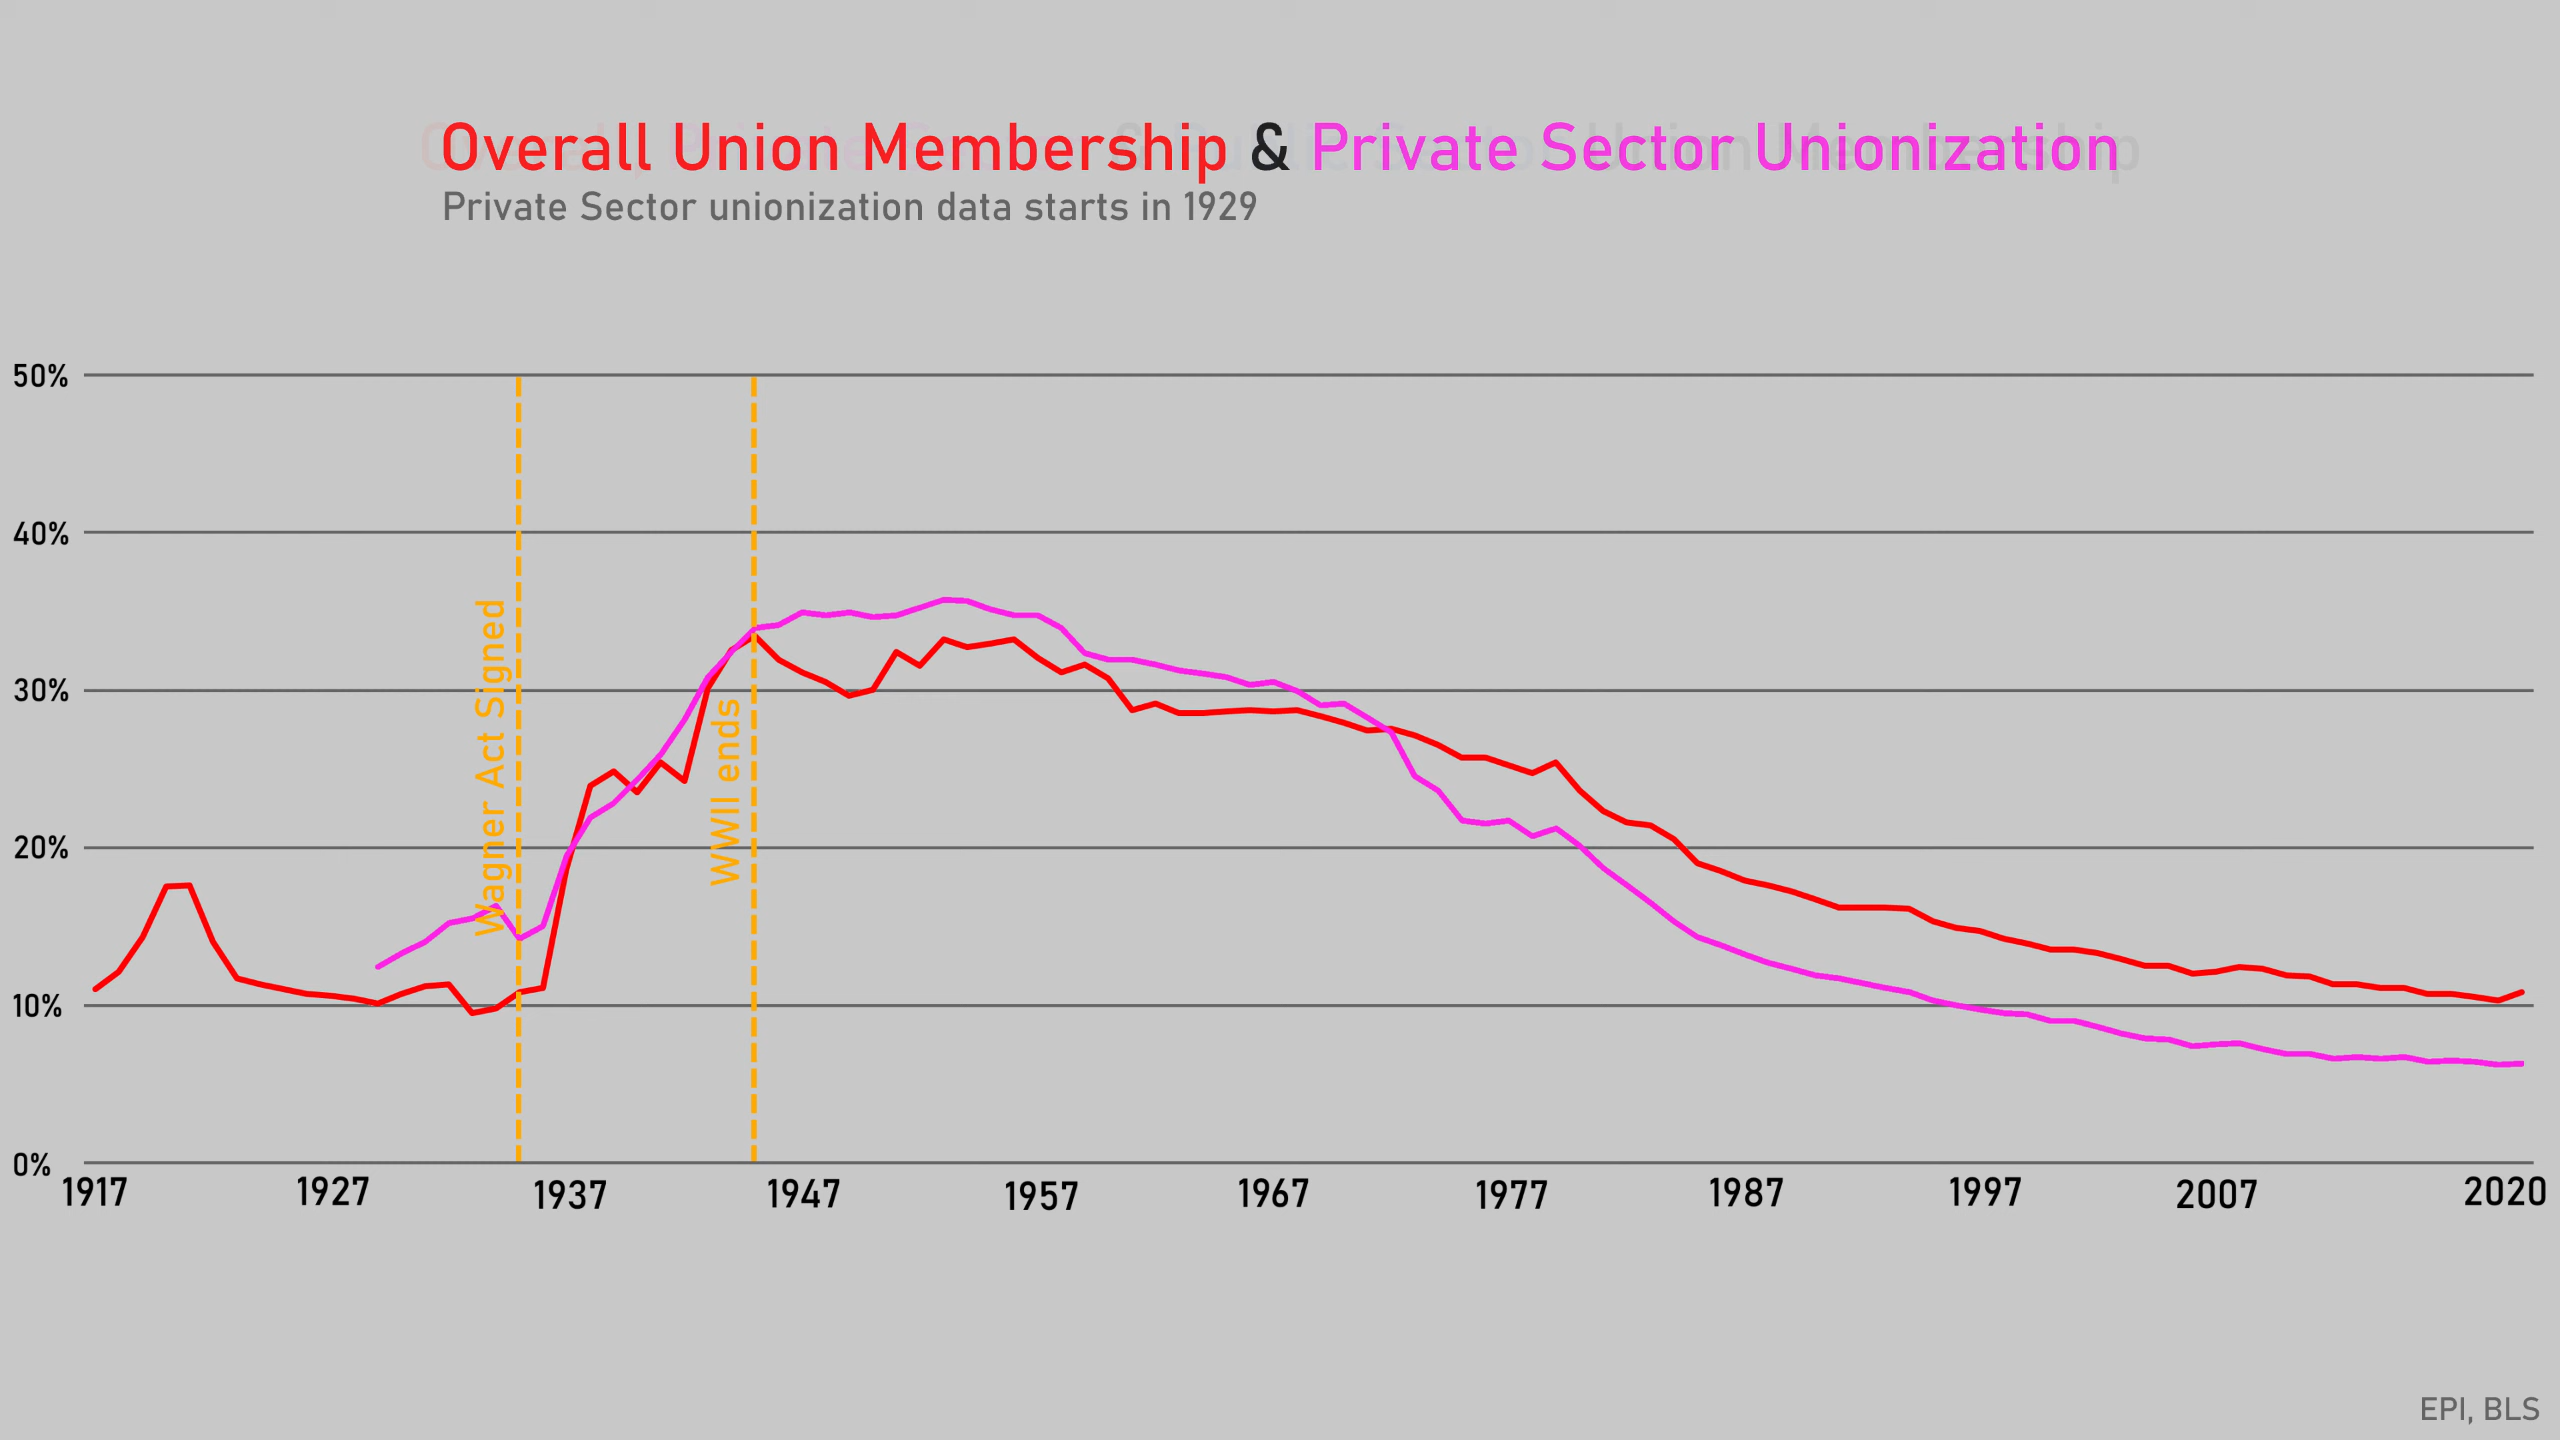 Overall Union Membership & Private Sector Unionization
Private Sector unionization data starts in 1929
50%
40%
30%
20%
10%
0%
Wagner Act Signed
WWII ends
1917 1927 1937 1947 1957 1967 1977 1987 1997 2007 2020
EPI, BLS